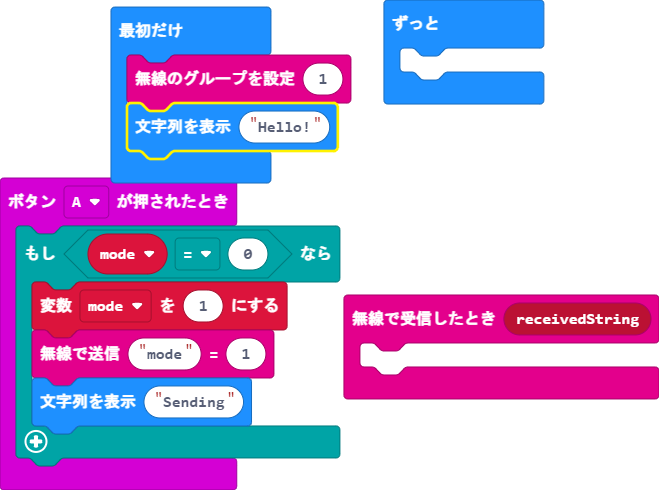 最初だけ
無線のグループを設定 1
文字列を表示 "Hello!"
ずっと
ボタン A が押されたとき
もし mode = 0 なら
変数 mode を 1 にする
無線で送信 "mode" = 1
文字列を表示 "Sending"
無線で受信したとき receivedString